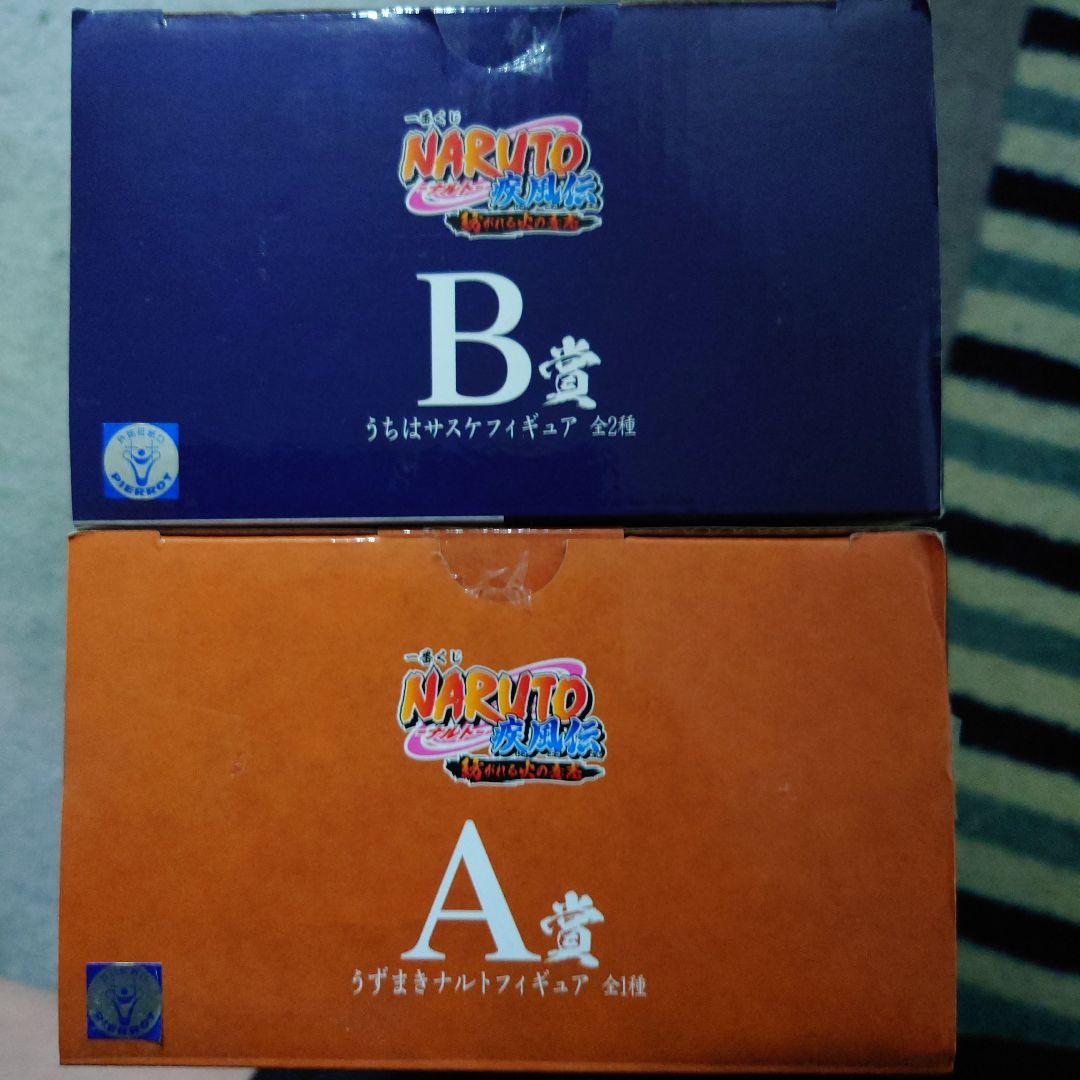 一番くじ
NARUTO
ナルト
疾風伝
紡がれる火の意志
B賞
うちはサスケフィギュア 全2種
PIERROT
一番くじ
NARUTO
ナルト
疾風伝
紡がれる火の意志
A賞
うずまきナルトフィギュア 全1種
PIERROT